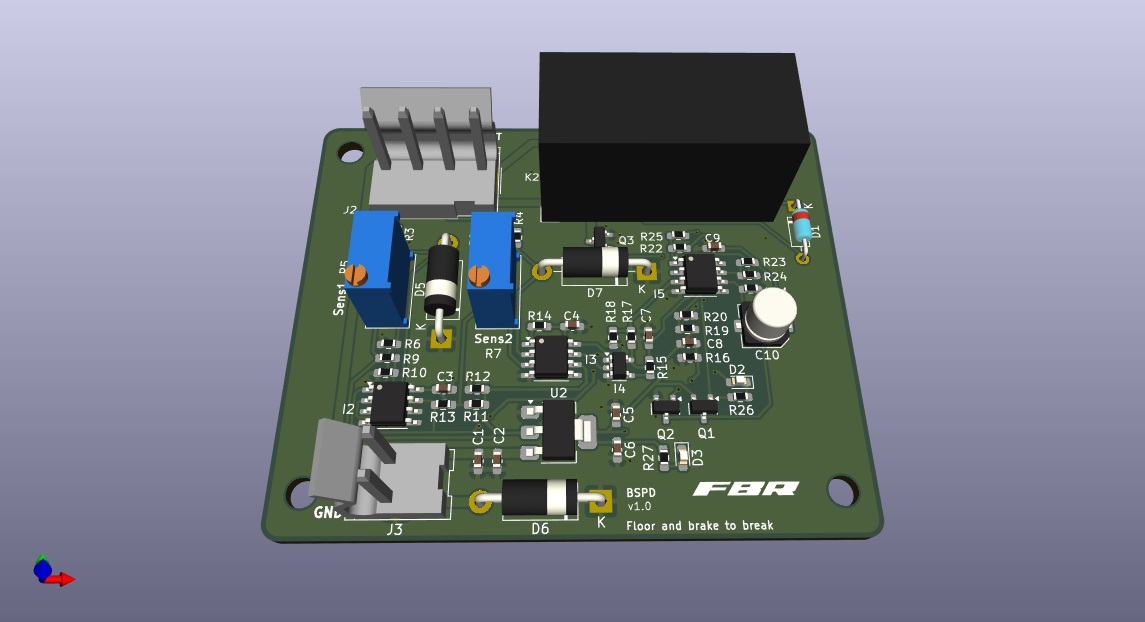 T
K2
J2
R3
R4
R5
Sens1
D5
K
Q3
D7
K
R25
R22
C9
I5
R23
R24
K
D1
C10
Sens2
R7
R14
C4
I3
R18
R17
C7
I4
R15
R20
R19
C8
R16
D2
R26
R6
R9
R10
I2
C3
R13
R12
R11
U2
C1
C2
C5
C6
Q2
Q1
R27
D3
GND
J3
D6
K
BSPD
v1.0
FBR
Floor and brake to break